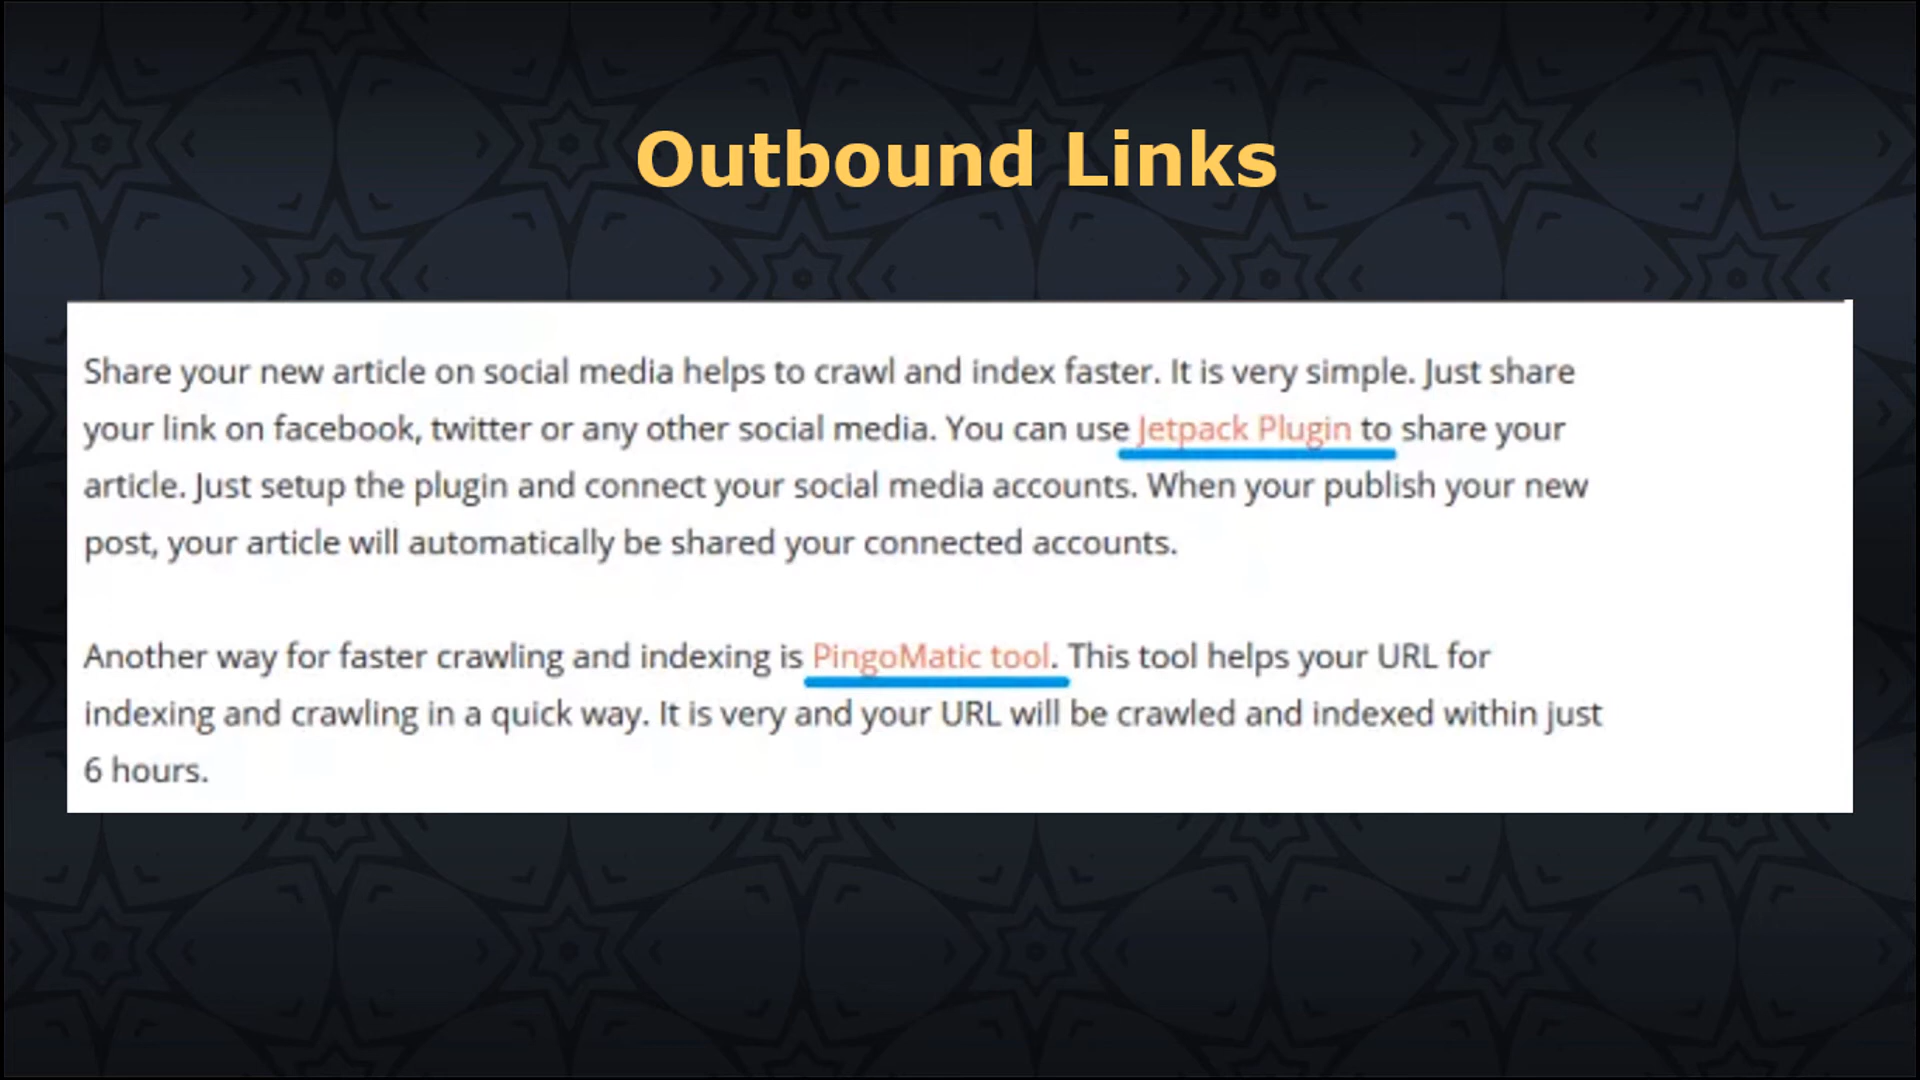 Outbound Links
Share your new article on social media helps to crawl and index faster. It is very simple. Just share
your link on facebook, twitter or any other social media. You can use Jetpack Plugin to share your
article. Just setup the plugin and connect your social media accounts. When your publish your new
post, your article will automatically be shared your connected accounts.
Another way for faster crawling and indexing is PingoMatic tool. This tool helps your URL for
indexing and crawling in a quick way. It is very and your URL will be crawled and indexed within just
6 hours.